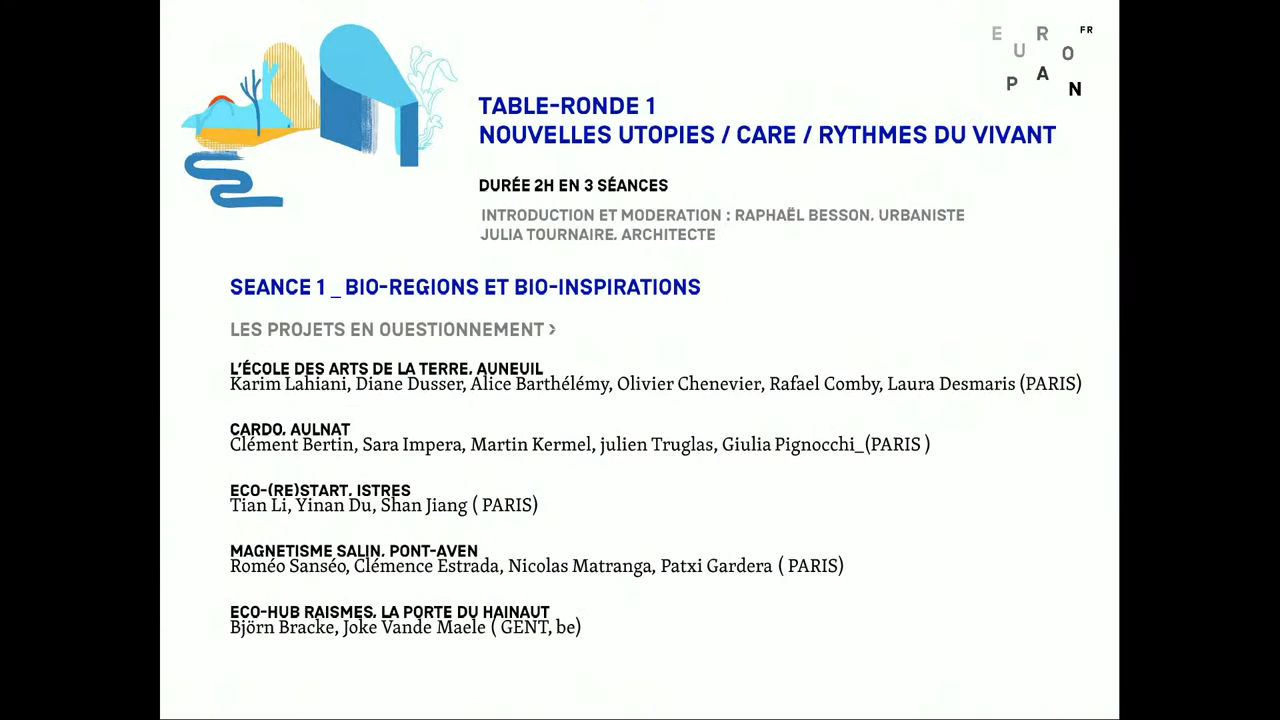 EUROPAN FR
TABLE-RONDE 1
NOUVELLES UTOPIES / CARE / RYTHMES DU VIVANT
DURÉE 2H EN 3 SÉANCES
INTRODUCTION ET MODERATION : RAPHAËL BESSON, URBANISTE
JULIA TOURNAIRE, ARCHITECTE
SEANCE 1 _ BIO-REGIONS ET BIO-INSPIRATIONS
LES PROJETS EN QUESTIONNEMENT >
L'ÉCOLE DES ARTS DE LA TERRE, AUNEUIL
Karim Lahiani, Diane Dusser, Alice Barthélémy, Olivier Chenevier, Rafael Comby, Laura Desmaris (PARIS)
CARDO, AULNAT
Clément Bertin, Sara Impera, Martin Kermel, julien Truglas, Giulia Pignocchi_(PARIS )
ECO-(RE)START, ISTRES
Tian Li, Yinan Du, Shan Jiang ( PARIS)
MAGNETISME SALIN, PONT-AVEN
Roméo Sanséo, Clémence Estrada, Nicolas Matranga, Patxi Gardera ( PARIS)
ECO-HUB RAISMES, LA PORTE DU HAINAUT
Björn Bracke, Joke Vande Maele ( GENT, be)